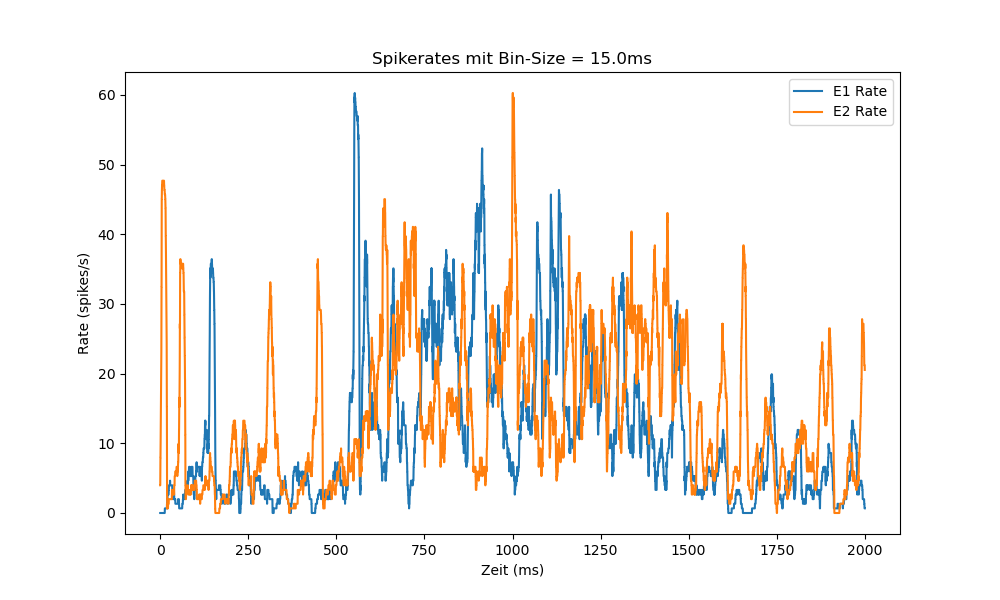 Spikerates mit Bin-Size = 15.0ms
E1 Rate
E2 Rate
60
50
40
30
20
10
0
Rate (spikes/s)
0 250 500 750 1000 1250 1500 1750 2000
Zeit (ms)